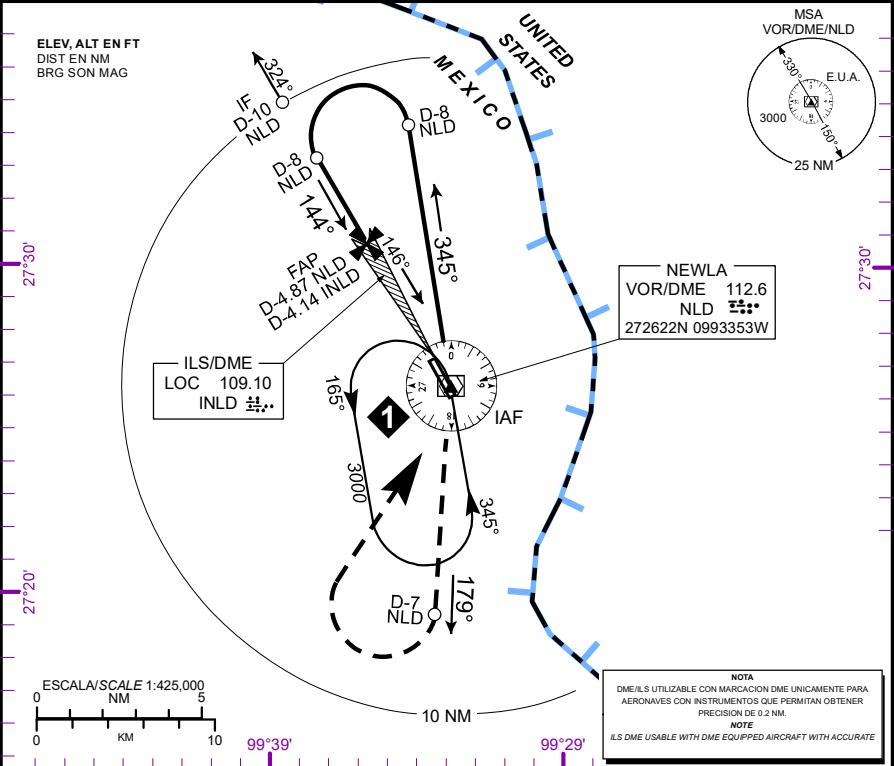 ELEV, ALT EN FT
DIST EN NM
BRG SON MAG
UNITED
STATES
MEXICO
MSA
VOR/DME/NLD
330°
E.U.A.
3000
150°
25 NM
324°
IF
D-10
NLD
D-8
NLD
D-8
NLD
144°
146°
345°
FAP
D-4.87 NLD
D-4.14 INLD
27°30'
27°30'
NEWLA
VOR/DME 112.6
NLD
272622N 0993353W
ILS/DME
LOC 109.10
INLD
0
9
18
27
IAF
165°
1
3000
345°
27°20'
D-7
NLD
179°
ESCALA/SCALE 1:425,000
NM
0 5
KM
0 10
10 NM
99°39'
99°29'
NOTA
DME/ILS UTILIZABLE CON MARCACION DME UNICAMENTE PARA
AERONAVES CON INSTRUMENTOS QUE PERMITAN OBTENER
PRECISION DE 0.2 NM.
NOTE
ILS DME USABLE WITH DME EQUIPPED AIRCRAFT WITH ACCURATE